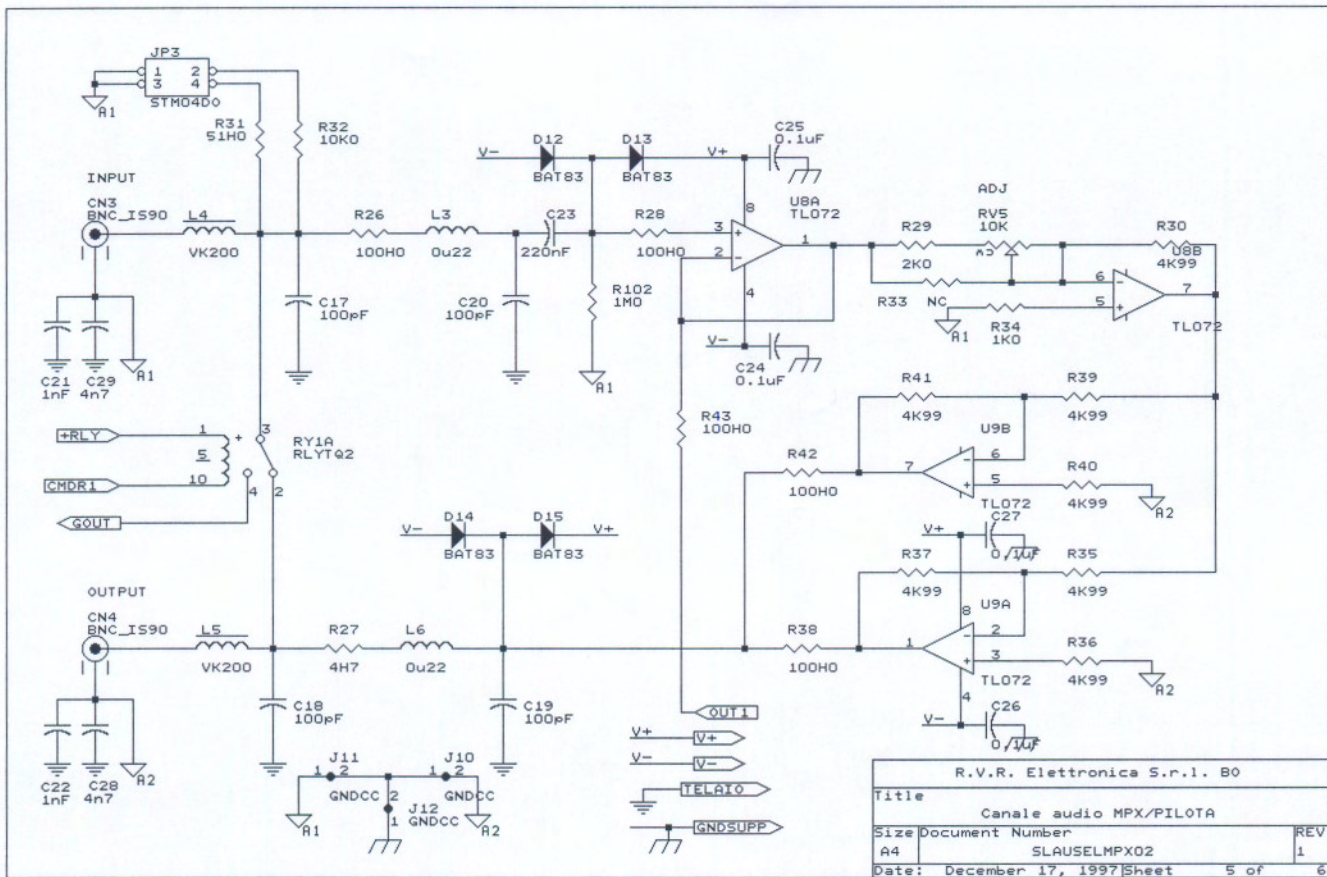 JP3
1 2
3 4
STM04D0
A1
R31
51H0
R32
10K0
INPUT
CN3
BNC_IS90
L4
VK200
R26
100H0
L3
0u22
C23
220nF
V-
D12
BAT83
D13
BAT83
V+
C25
0.1uF
R28
100H0
8
U8A
TL072
3
+
2
-
1
4
R29
2K0
ADJ
RV5
10K
R30
U8B
4K99
R33
NC
6
-
5
+
7
TL072
A1
R34
1K0
C17
100pF
C20
100pF
R102
1M0
A1
V-
C24
0.1uF
C21
1nF
C29
4n7
A1
+RLY
1
+
5
10
CMDR1
3
RY1A
RLYTQ2
4
2
GOUT
R43
100H0
R41
4K99
R39
4K99
U9B
R42
100H0
7
-
6
+
5
TL072
R40
4K99
A2
V-
D14
BAT83
D15
BAT83
V+
V+
C27
0,1uF
R37
4K99
R35
4K99
8
U9A
OUTPUT
CN4
BNC_IS90
L5
VK200
R27
4H7
L6
0u22
R38
100H0
1
-
2
+
3
TL072
4
R36
4K99
A2
C18
100pF
C19
100pF
OUT1
V-
C26
0,1uF
C22
1nF
C28
4n7
A2
J11
1 2
GNDCC
J10
1 2
GNDCC
2
J12
1
GNDCC
A1
A2
V+
V+
V-
V-
TELAIO
GNDSUPP
R.V.R. Elettronica S.r.l. BO
Title
Canale audio MPX/PILOTA
Size Document Number REV
A4 SLAUSELMPX02 1
Date: December 17, 1997 Sheet 5 of 6